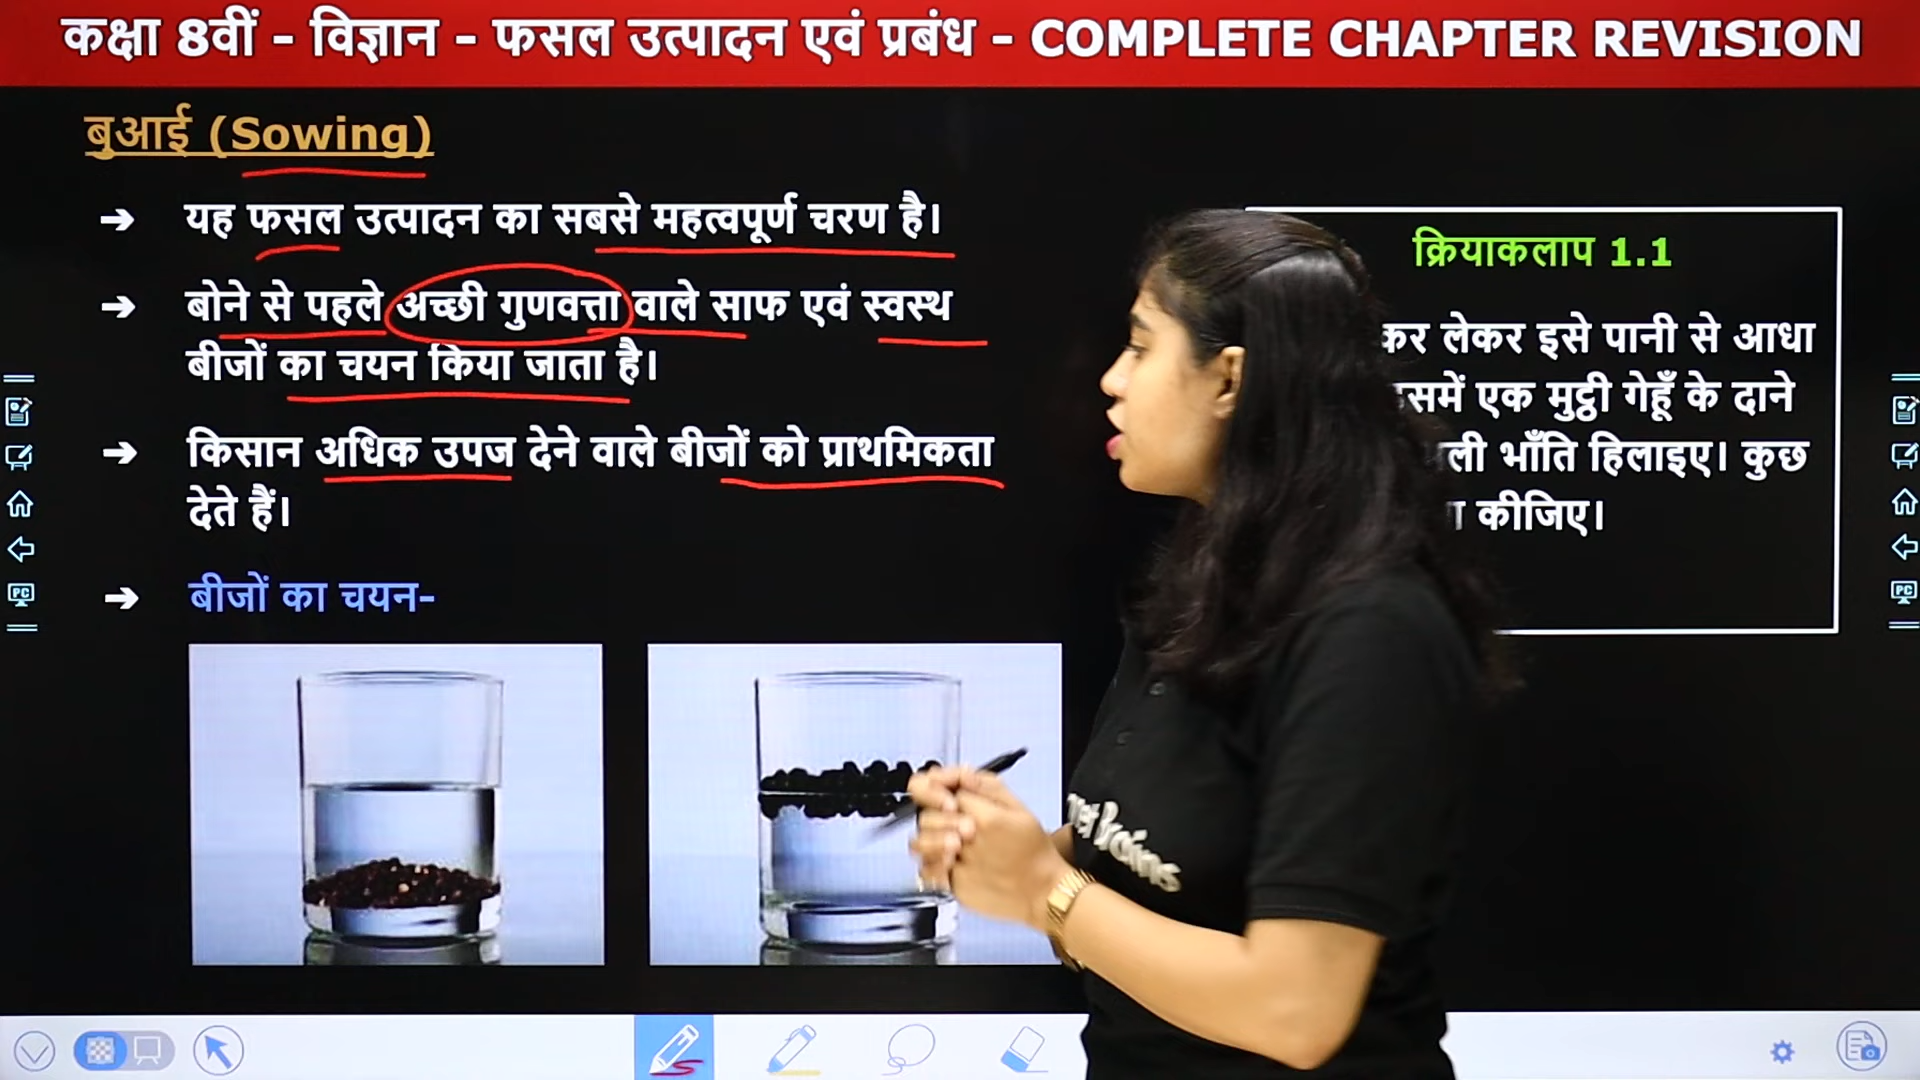 कक्षा 8वीं - विज्ञान - फसल उत्पादन एवं प्रबंध - COMPLETE CHAPTER REVISION
बुआई (Sowing)
➔ यह फसल उत्पादन का सबसे महत्वपूर्ण चरण है।
➔ बोने से पहले अच्छी गुणवत्ता वाले साफ एवं स्वस्थ
बीजों का चयन किया जाता है।
➔ किसान अधिक उपज देने वाले बीजों को प्राथमिकता
देते हैं।
➔ बीजों का चयन-
क्रियाकलाप 1.1
लेकर इसे पानी से आधा
एक मुट्ठी गेहूँ के दाने
भाँति हिलाइए। कुछ
कीजिए।
PC
PC